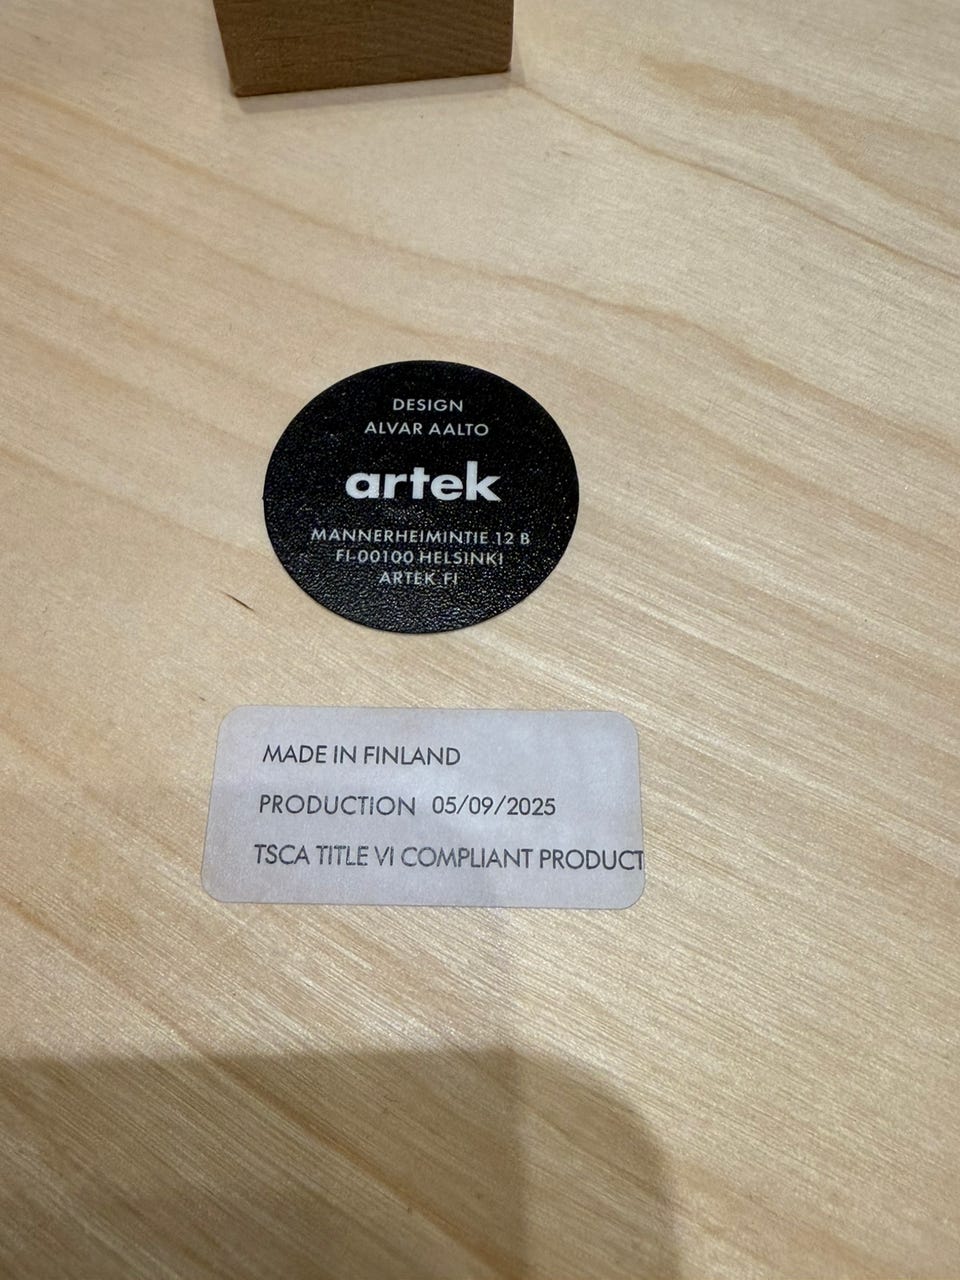 DESIGN
ALVAR AALTO
artek
MANNERHEIMINTIE 12 B
FI-00100 HELSINKI
ARTEK.FI
MADE IN FINLAND
PRODUCTION 05/09/2025
TSCA TITLE VI COMPLIANT PRODUCT